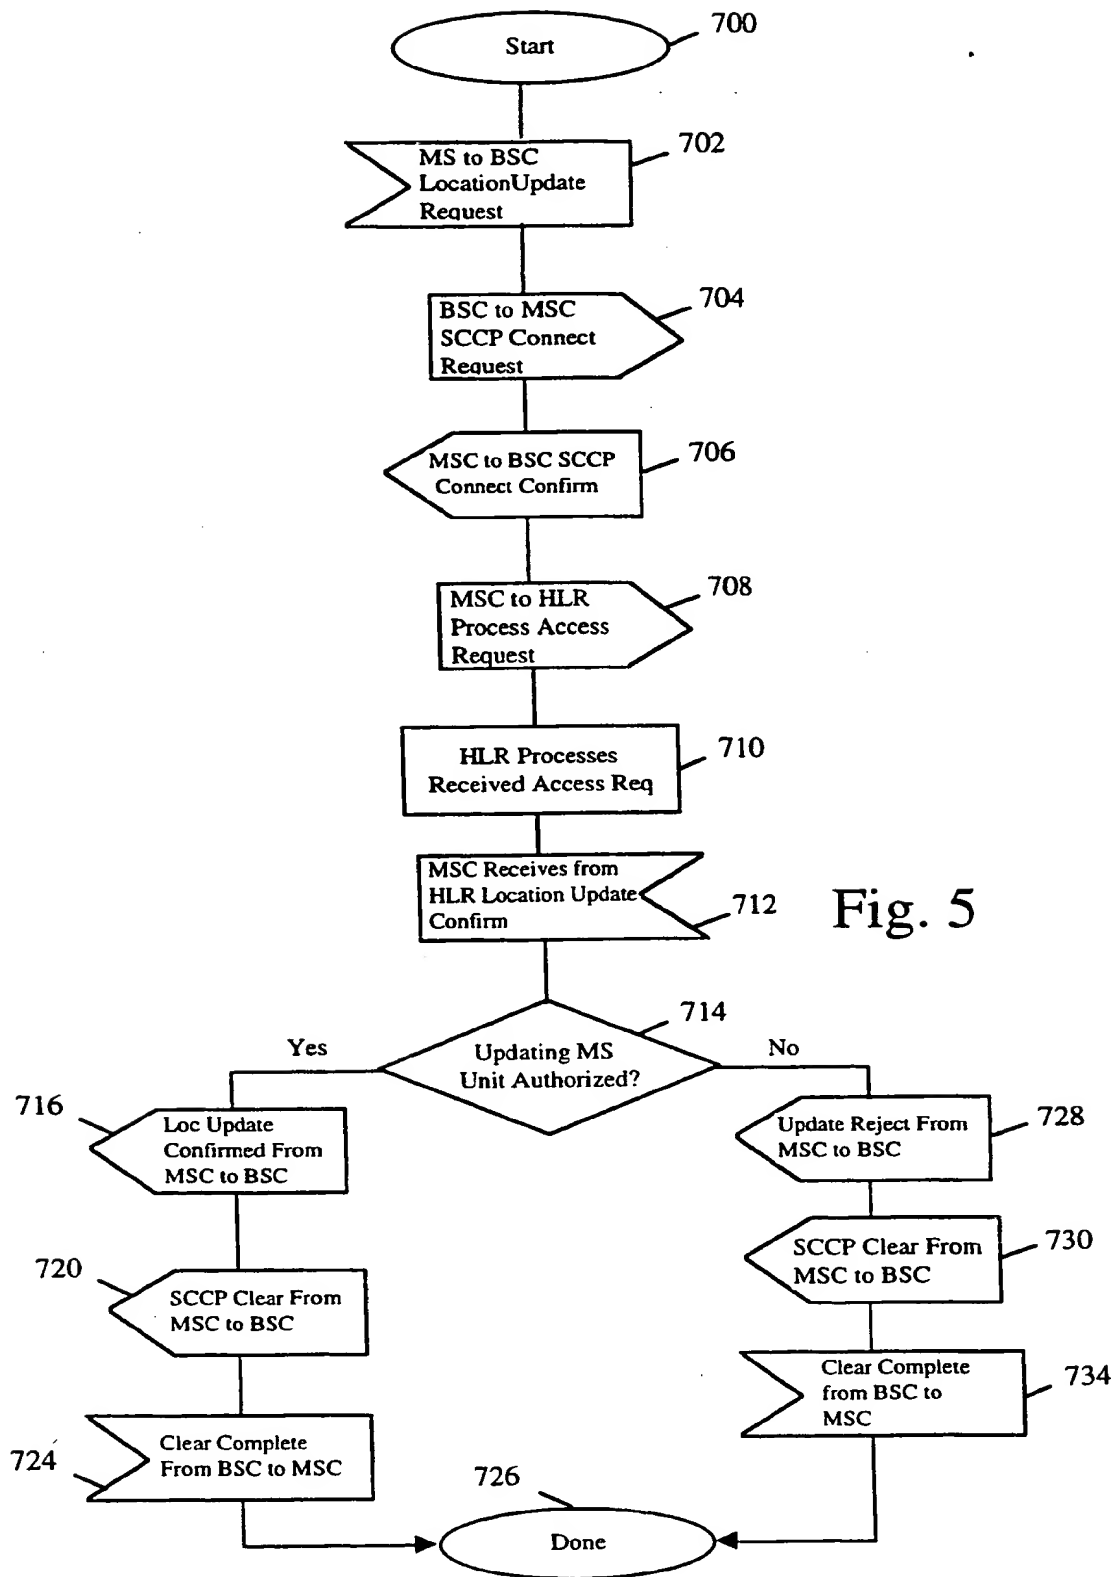 700
Start
702
MS to BSC
LocationUpdate
Request
704
BSC to MSC
SCCP Connect
Request
706
MSC to BSC SCCP
Connect Confirm
708
MSC to HLR
Process Access
Request
710
HLR Processes
Received Access Req
MSC Receives from
HLR Location Update
Confirm
712
Fig. 5
714
Updating MS
Unit Authorized?
Yes
No
716
Loc Update
Confirmed From
MSC to BSC
728
Update Reject From
MSC to BSC
720
SCCP Clear From
MSC to BSC
730
SCCP Clear From
MSC to BSC
724
Clear Complete
From BSC to MSC
734
Clear Complete
from BSC to
MSC
726
Done